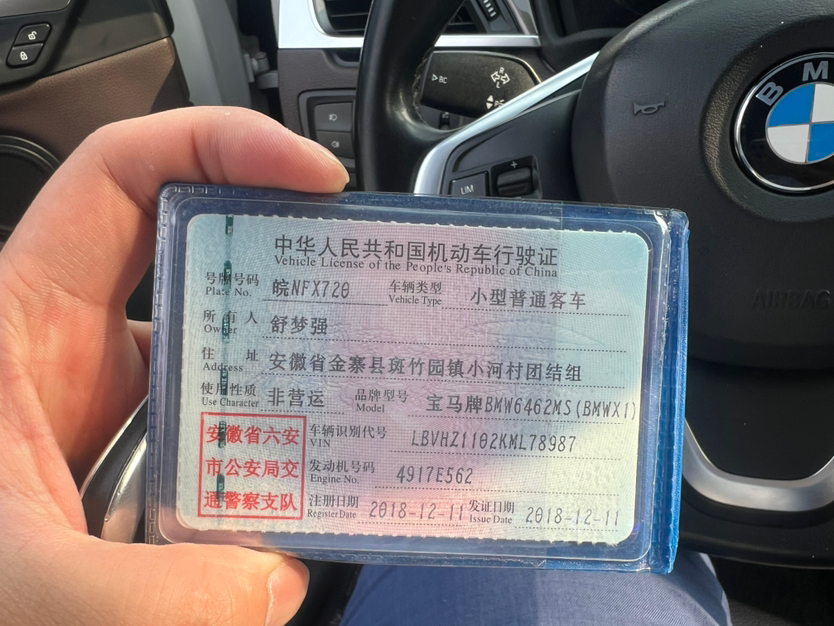 BC
LIM
BM
AIRBAG
中华人民共和国机动车行驶证
Vehicle License of the People's Republic of China
号牌号码 皖NFX720 车辆类型 小型普通客车
Plate No. Vehicle Type
所有人 舒梦强
Owner
住址 安徽省金寨县斑竹园镇小河村团结组
Address
使用性质 非营运 品牌型号 宝马牌BMW6462MS(BMWX1)
Use Character Model
安徽省六安
市公安局交
通警察支队
车辆识别代号 LBVHZ1102KML78987
VIN
发动机号码 4917E562
Engine No.
注册日期 2018-12-11 发证日期 2018-12-11
Register Date Issue Date